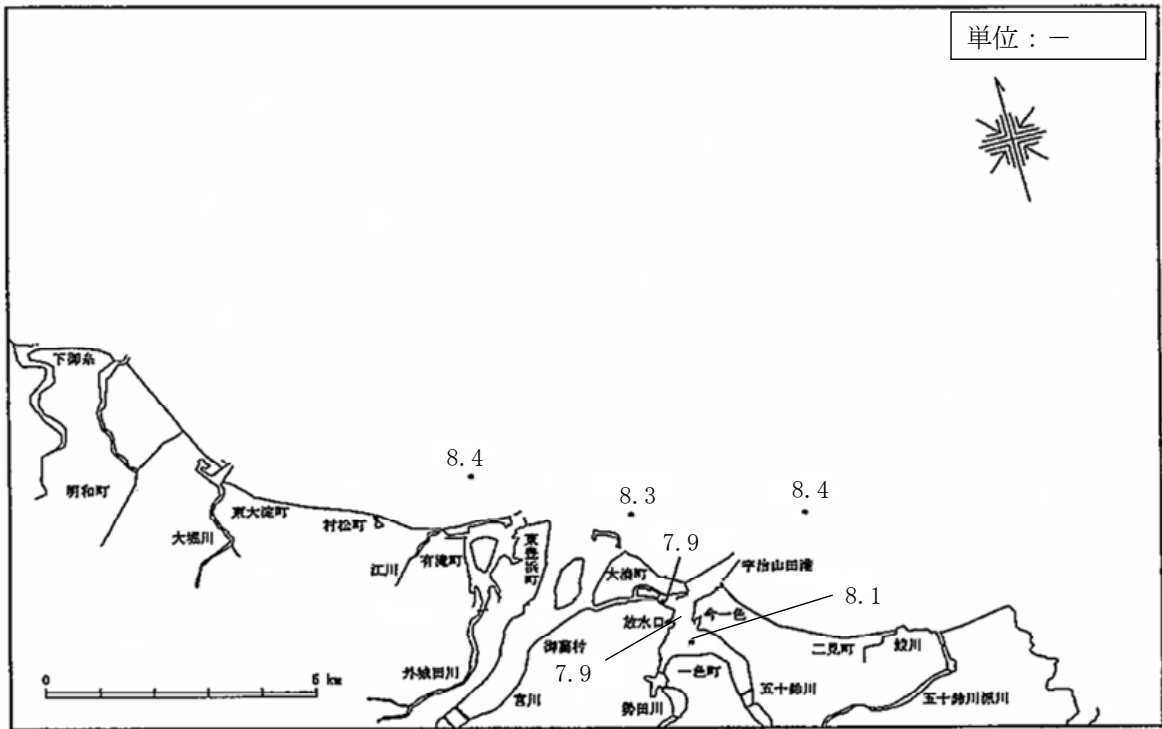 単位：－
下御糸
明和町
大堀川
東大淀町
村松町
8.4
8.3
8.4
江川
有滝町
東豊浜町
大湊町
7.9
宇治山田港
8.1
今一色
放水口
7.9
御薗村
外城田川
宮川
一色町
勢田川
五十鈴川
二見町
鮫川
五十鈴川派川
0
6 km